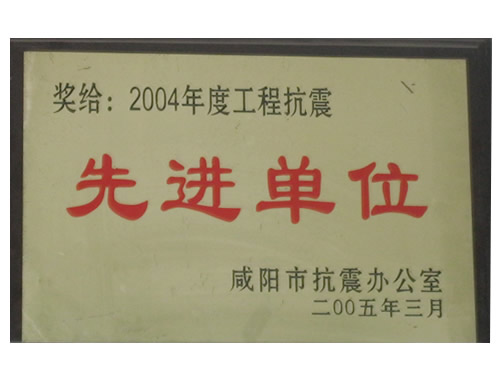 奖给：2004年度工程抗震
先进单位
咸阳市抗震办公室
二00五年三月